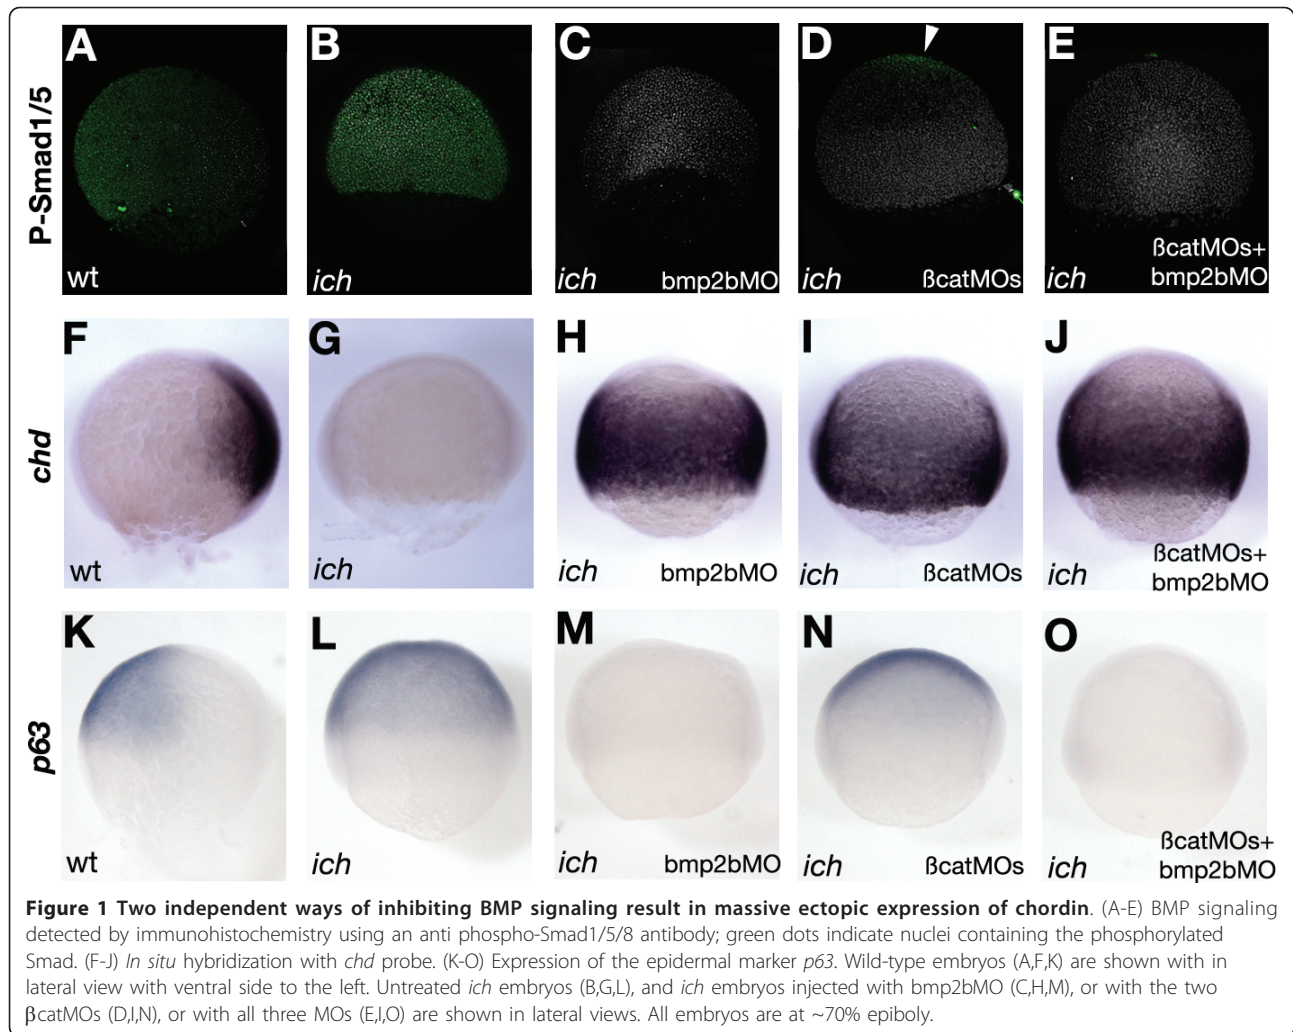 A B C D E
P-Smad1/5
wt ich ich bmp2bMO ich ßcatMOs ich ßcatMOs+
bmp2bMO
F G H I J
chd
wt ich ich bmp2bMO ich ßcatMOs ich ßcatMOs+
bmp2bMO
K L M N O
p63
wt ich ich bmp2bMO ich ßcatMOs ich ßcatMOs+
bmp2bMO
Figure 1 Two independent ways of inhibiting BMP signaling result in massive ectopic expression of chordin. (A-E) BMP signaling
detected by immunohistochemistry using an anti phospho-Smad1/5/8 antibody; green dots indicate nuclei containing the phosphorylated
Smad. (F-J) In situ hybridization with chd probe. (K-O) Expression of the epidermal marker p63. Wild-type embryos (A,F,K) are shown with in
lateral view with ventral side to the left. Untreated ich embryos (B,G,L), and ich embryos injected with bmp2bMO (C,H,M), or with the two
βcatMOs (D,I,N), or with all three MOs (E,I,O) are shown in lateral views. All embryos are at ~70% epiboly.